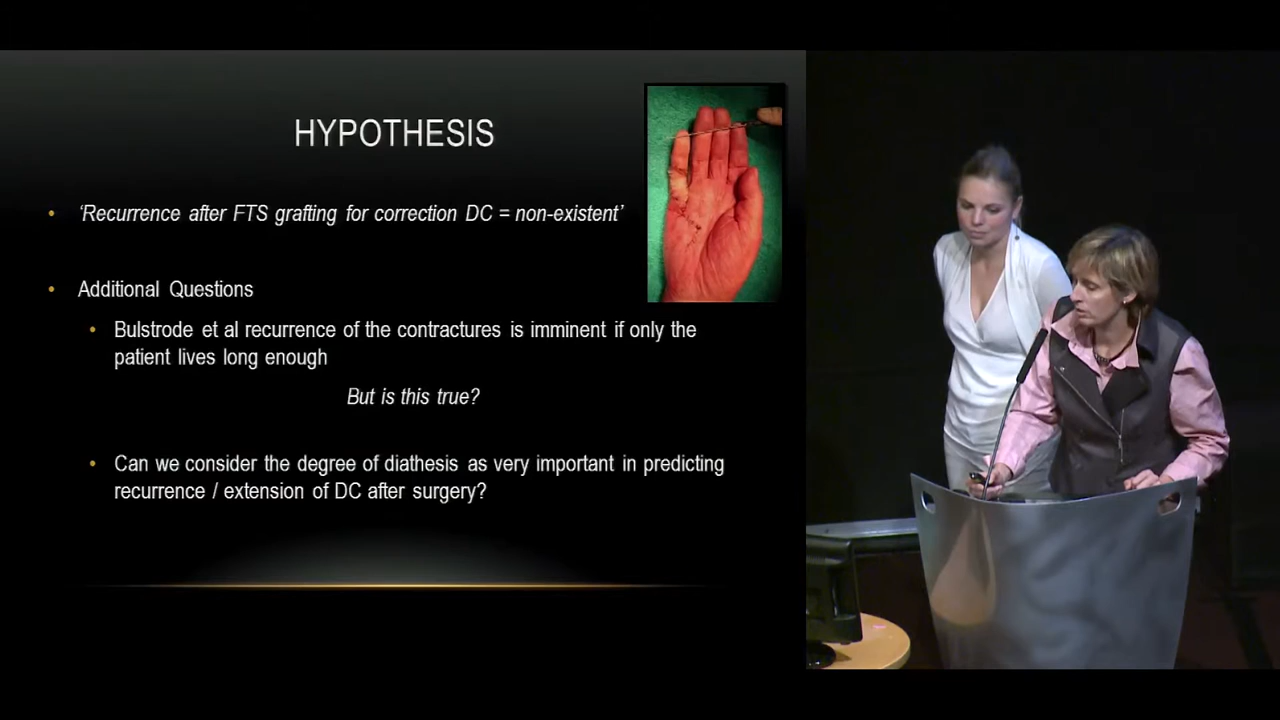 HYPOTHESIS
• ‘Recurrence after FTS grafting for correction DC = non-existent’
• Additional Questions
• Bulstrode et al recurrence of the contractures is imminent if only the
patient lives long enough
But is this true?
• Can we consider the degree of diathesis as very important in predicting
recurrence / extension of DC after surgery?